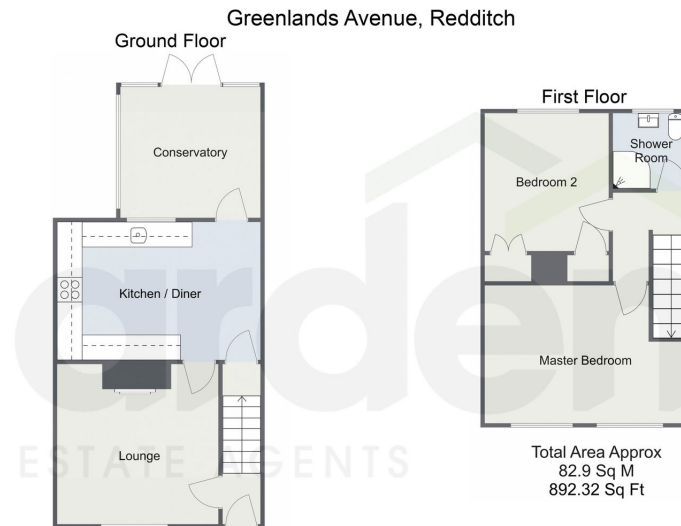 Greenlands Avenue, Redditch
Ground Floor
Conservatory
Kitchen / Diner
Lounge
First Floor
Shower
Room
Bedroom 2
Master Bedroom
Total Area Approx
82.9 Sq M
892.32 Sq Ft
arden
ESTATE AGENTS